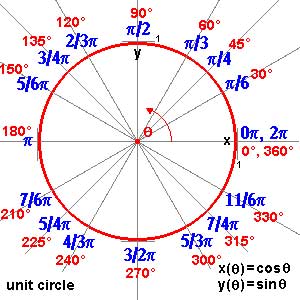 90°
120°
π/2
60°
135°
2/3π
y
1
π/3
45°
3/4π
π/4
150°
30°
5/6π
π/6
θ
180°
π
x
0π, 2π
0°, 360°
1
7/6π
11/6π
210°
330°
5/4π
7/4π
225°
315°
4/3π
3/2π
5/3π
240°
270°
300°
x(θ)=cosθ
unit circle
y(θ)=sinθ